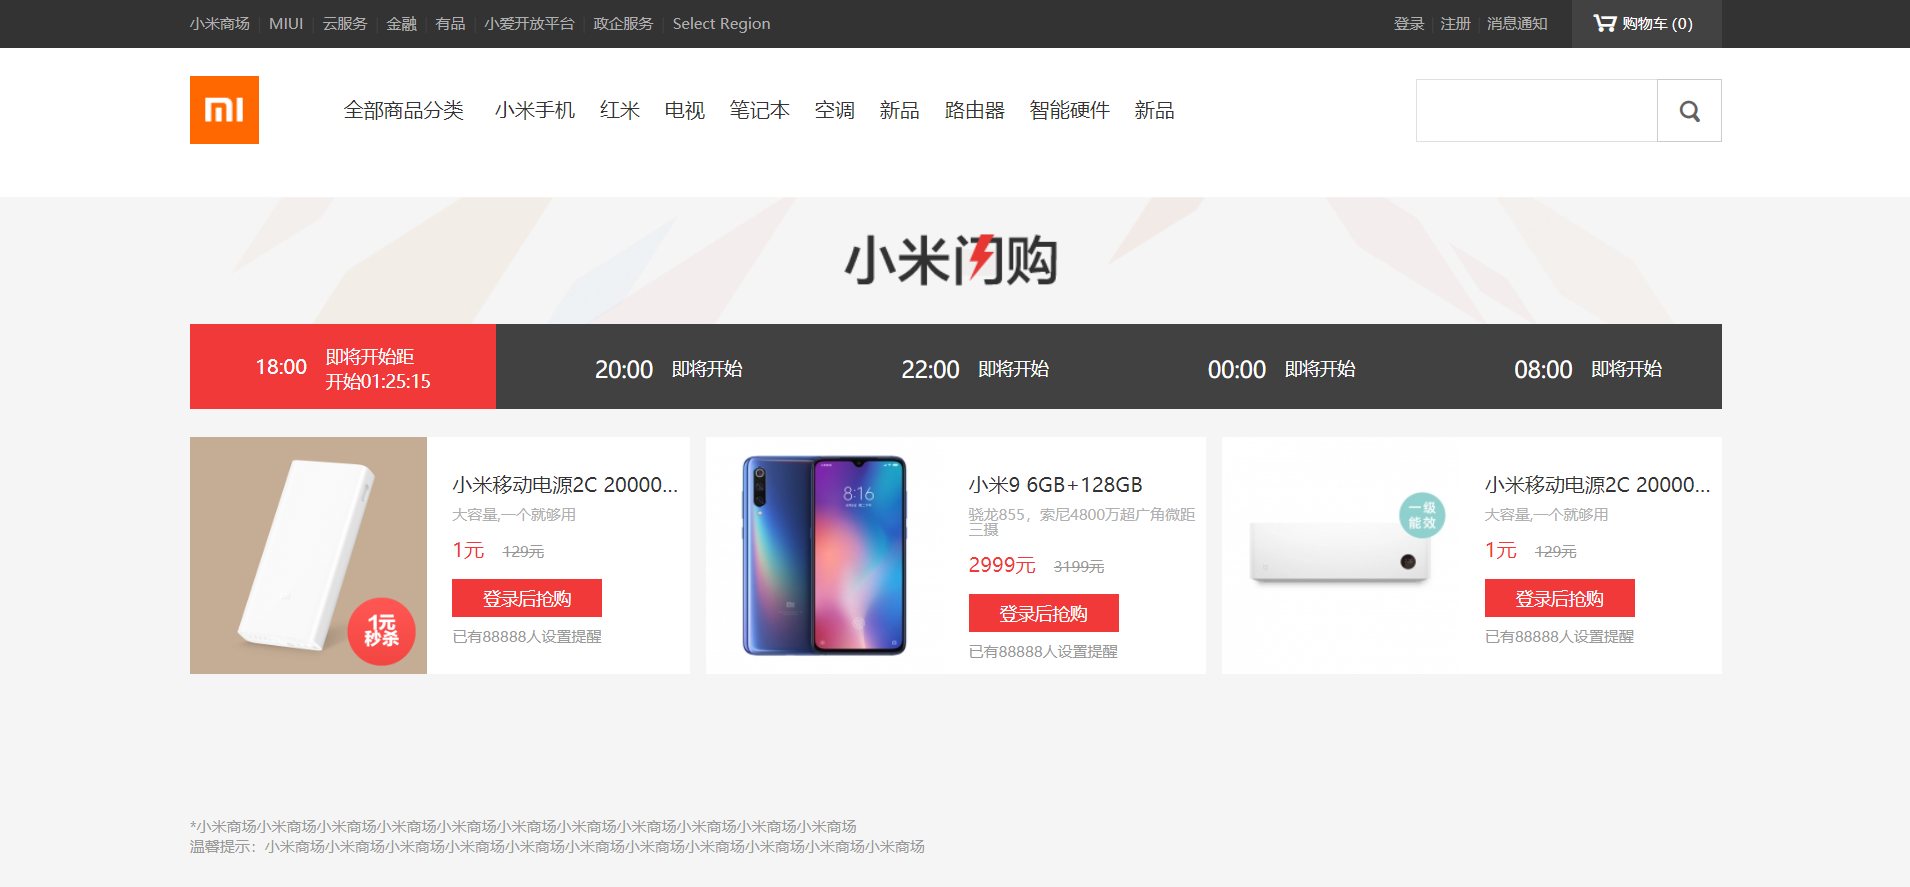 小米商场 MIUI 云服务 金融 有品 小爱开放平台 政企服务 Select Region 登录 注册 消息通知 购物车 (0)
mi
全部商品分类 小米手机 红米 电视 笔记本 空调 新品 路由器 智能硬件 新品
小米闪购
18:00 即将开始距
开始01:25:15
20:00 即将开始
22:00 即将开始
00:00 即将开始
08:00 即将开始
1元
秒杀
小米移动电源2C 20000...
大容量,一个就够用
1元 129元
登录后抢购
已有88888人设置提醒
8:16
小米9 6GB+128GB
骁龙855，索尼4800万超广角微距
三摄
2999元 3199元
登录后抢购
已有88888人设置提醒
一级
能效
小米移动电源2C 20000...
大容量,一个就够用
1元 129元
登录后抢购
已有88888人设置提醒
*小米商场小米商场小米商场小米商场小米商场小米商场小米商场小米商场小米商场小米商场小米商场
温馨提示：小米商场小米商场小米商场小米商场小米商场小米商场小米商场小米商场小米商场小米商场小米商场